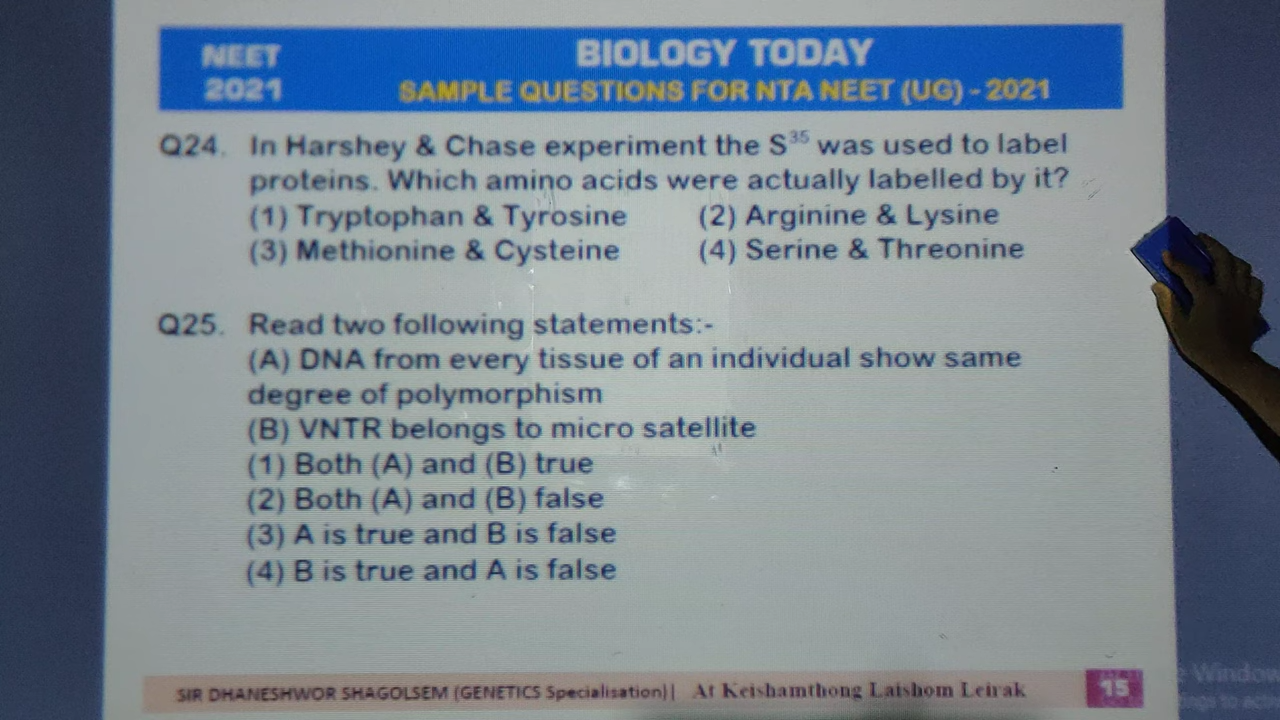 NEET
2021
BIOLOGY TODAY
SAMPLE QUESTIONS FOR NTA NEET (UG) - 2021
Q24. In Harshey & Chase experiment the S³⁵ was used to label
proteins. Which amino acids were actually labelled by it?
(1) Tryptophan & Tyrosine (2) Arginine & Lysine
(3) Methionine & Cysteine (4) Serine & Threonine
Q25. Read two following statements:-
(A) DNA from every tissue of an individual show same
degree of polymorphism
(B) VNTR belongs to micro satellite
(1) Both (A) and (B) true
(2) Both (A) and (B) false
(3) A is true and B is false
(4) B is true and A is false
SIR DHANESHWOR SHAGOLSEM (GENETICS Specialisation)| At Keishamthong Laishom Leirak 15